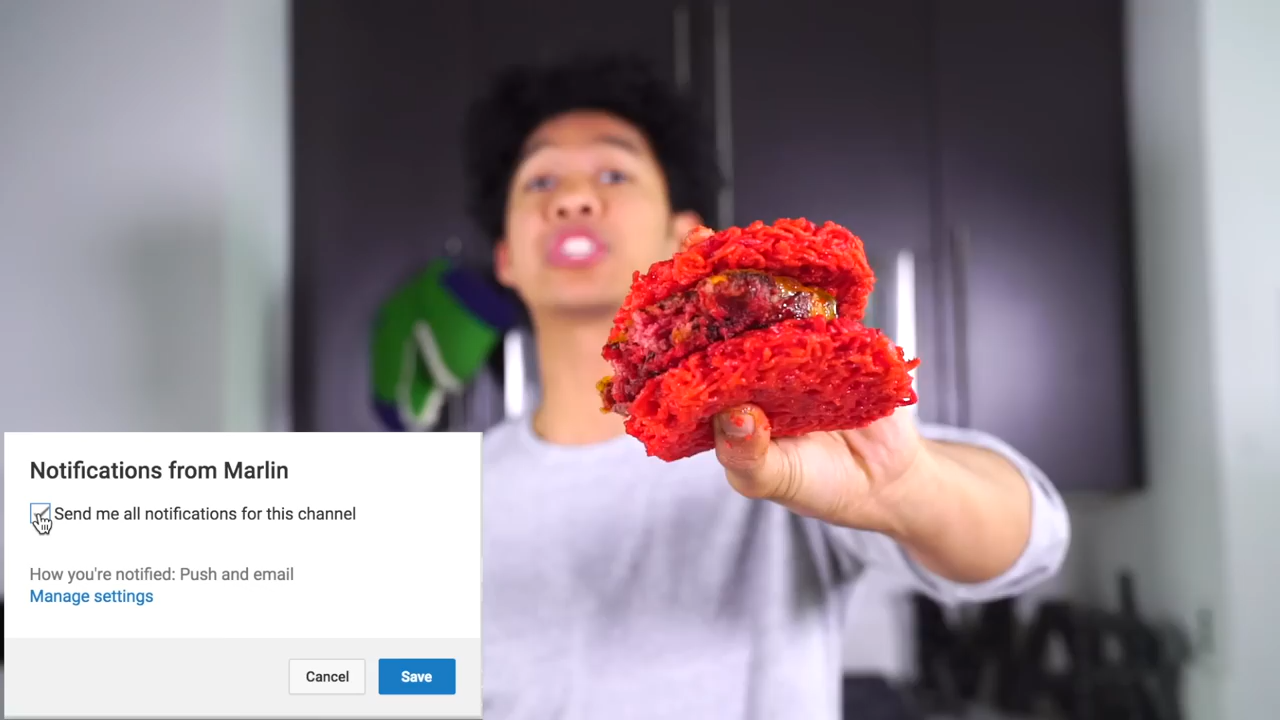 Notifications from Marlin
Send me all notifications for this channel
How you're notified: Push and email
Manage settings
Cancel
Save